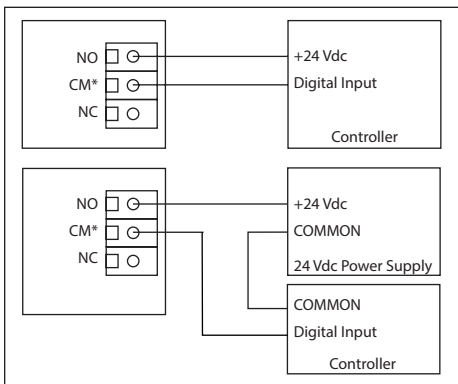 NO
+24 Vdc
CM*
Digital Input
NC
Controller
NO
+24 Vdc
CM*
COMMON
NC
24 Vdc Power Supply
COMMON
Digital Input
Controller